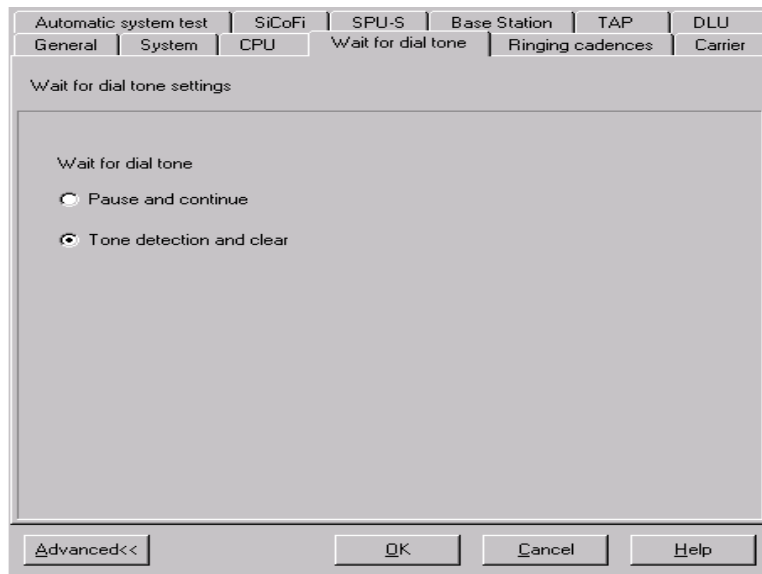 Automatic system test SiCoFi SPU-S Base Station TAP DLU
General System CPU Wait for dial tone Ringing cadences Carrier
Wait for dial tone settings
Wait for dial tone
Pause and continue
Tone detection and clear
Advanced<< OK Cancel Help